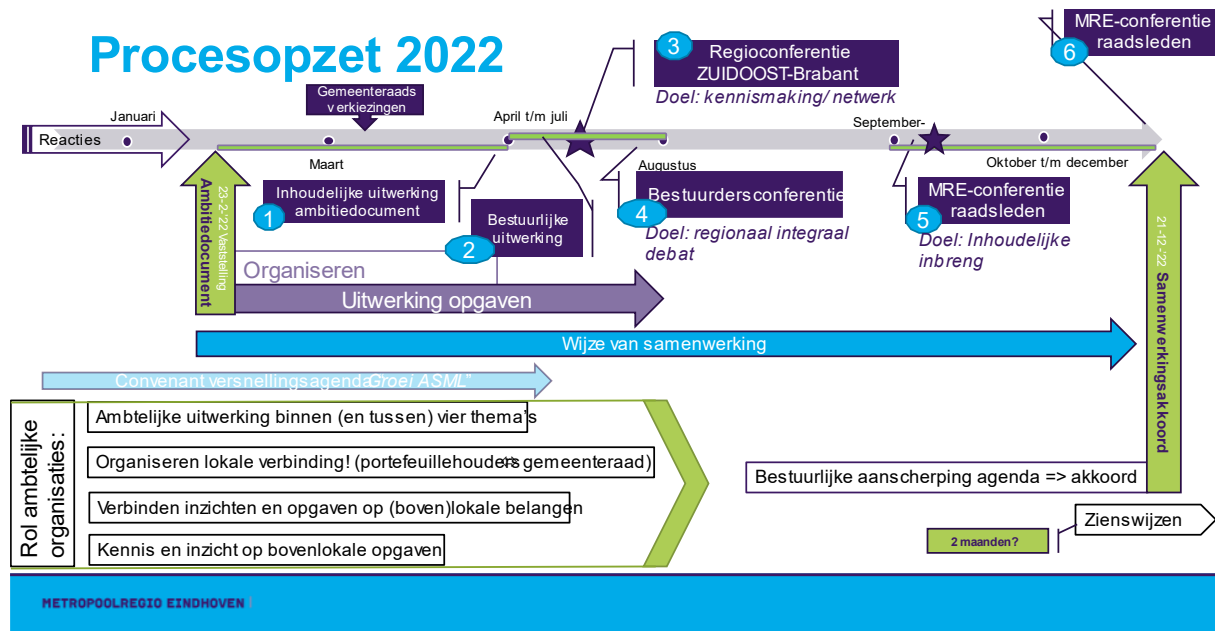 Procesopzet 2022
Januari
Reacties
Gemeenteraads
verkiezingen
Maart
April t/m juli
3
Regioconferentie
ZUIDOOST-Brabant
Doel: kennismaking/ netwerk
Augustus
September-
Oktober t/m december
6
MRE-conferentie
raadsleden
23-2-'22 Vaststelling
Ambitiedocument
1
Inhoudelijke uitwerking
ambitiedocument
2
Bestuurlijke
uitwerking
4
Bestuurdersconferentie
Doel: regionaal integraal
debat
5
MRE-conferentie
raadsleden
Doel: Inhoudelijke
inbreng
21-12-'22 Samenwerkingsakkoord
Organiseren
Uitwerking opgaven
Wijze van samenwerking
Convenant versnellingsagenda "Groei ASML"
Rol ambtelijke
organisaties:
Ambtelijke uitwerking binnen (en tussen) vier thema's
Organiseren lokale verbinding! (portefeuillehouders gemeenteraad)
Verbinden inzichten en opgaven op (boven)lokale belangen
Kennis en inzicht op bovenlokale opgaven
Bestuurlijke aanscherping agenda => akkoord
Zienswijzen
2 maanden?
METROPOOLREGIO EINDHOVEN